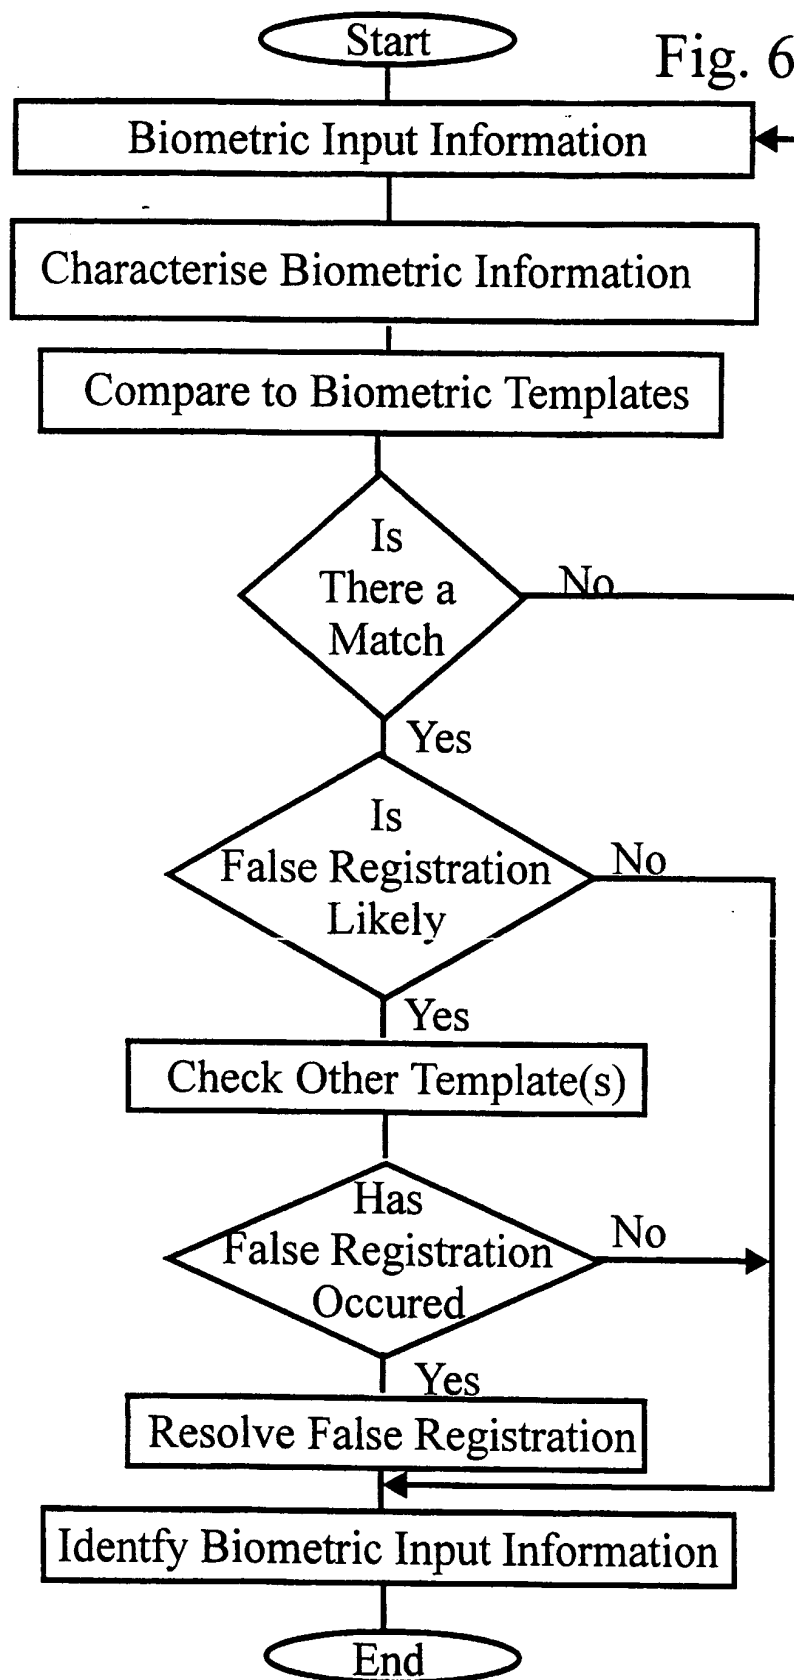 Start
Fig. 6
Biometric Input Information
Characterise Biometric Information
Compare to Biometric Templates
Is
There a
Match
No
Yes
Is
False Registration
Likely
No
Yes
Check Other Template(s)
Has
False Registration
Occured
No
Yes
Resolve False Registration
Identfy Biometric Input Information
End